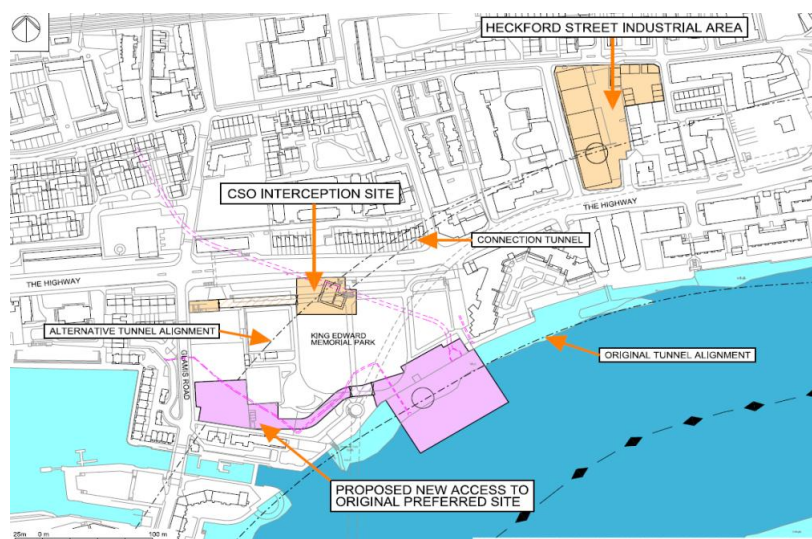 HECKFORD STREET INDUSTRIAL AREA
CSO INTERCEPTION SITE
THE HIGHWAY
CONNECTION TUNNEL
THE HIGHWAY
ALTERNATIVE TUNNEL ALIGNMENT
KING EDWARD
MEMORIAL PARK
ORIGINAL TUNNEL ALIGNMENT
GLAMIS ROAD
PROPOSED NEW ACCESS TO
ORIGINAL PREFERRED SITE
25m 0 m 100 m